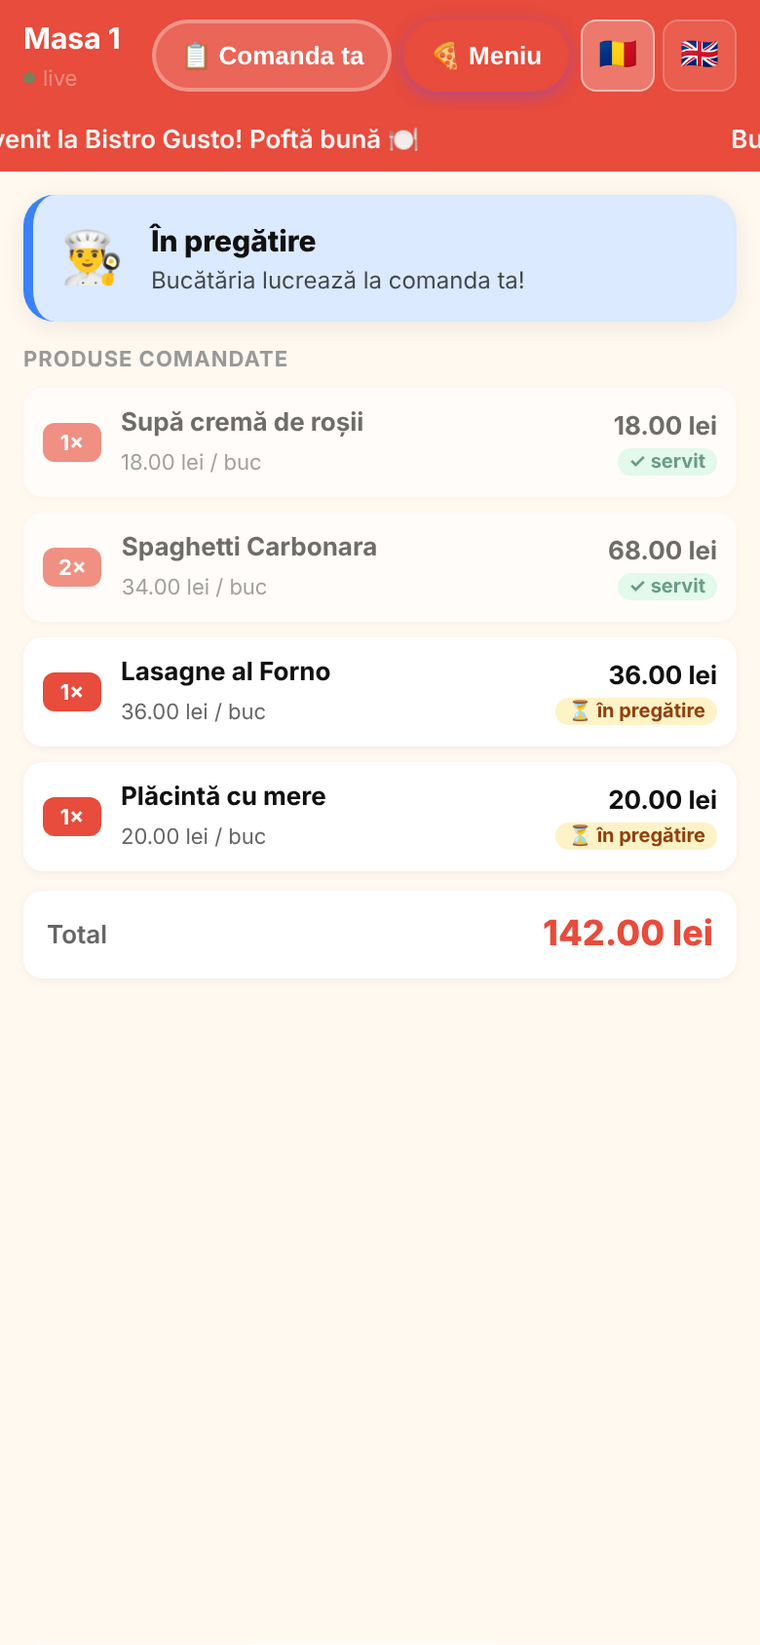 Masa 1
live
📋 Comanda ta
🍕 Meniu
venit la Bistro Gusto! Poftă bună 🍽️
Bu
În pregătire
Bucătăria lucrează la comanda ta!
PRODUSE COMANDATE
1×
Supă cremă de roșii
18.00 lei
18.00 lei / buc
✓ servit
2×
Spaghetti Carbonara
68.00 lei
34.00 lei / buc
✓ servit
1×
Lasagne al Forno
36.00 lei
36.00 lei / buc
⏳ în pregătire
1×
Plăcintă cu mere
20.00 lei
20.00 lei / buc
⏳ în pregătire
Total
142.00 lei